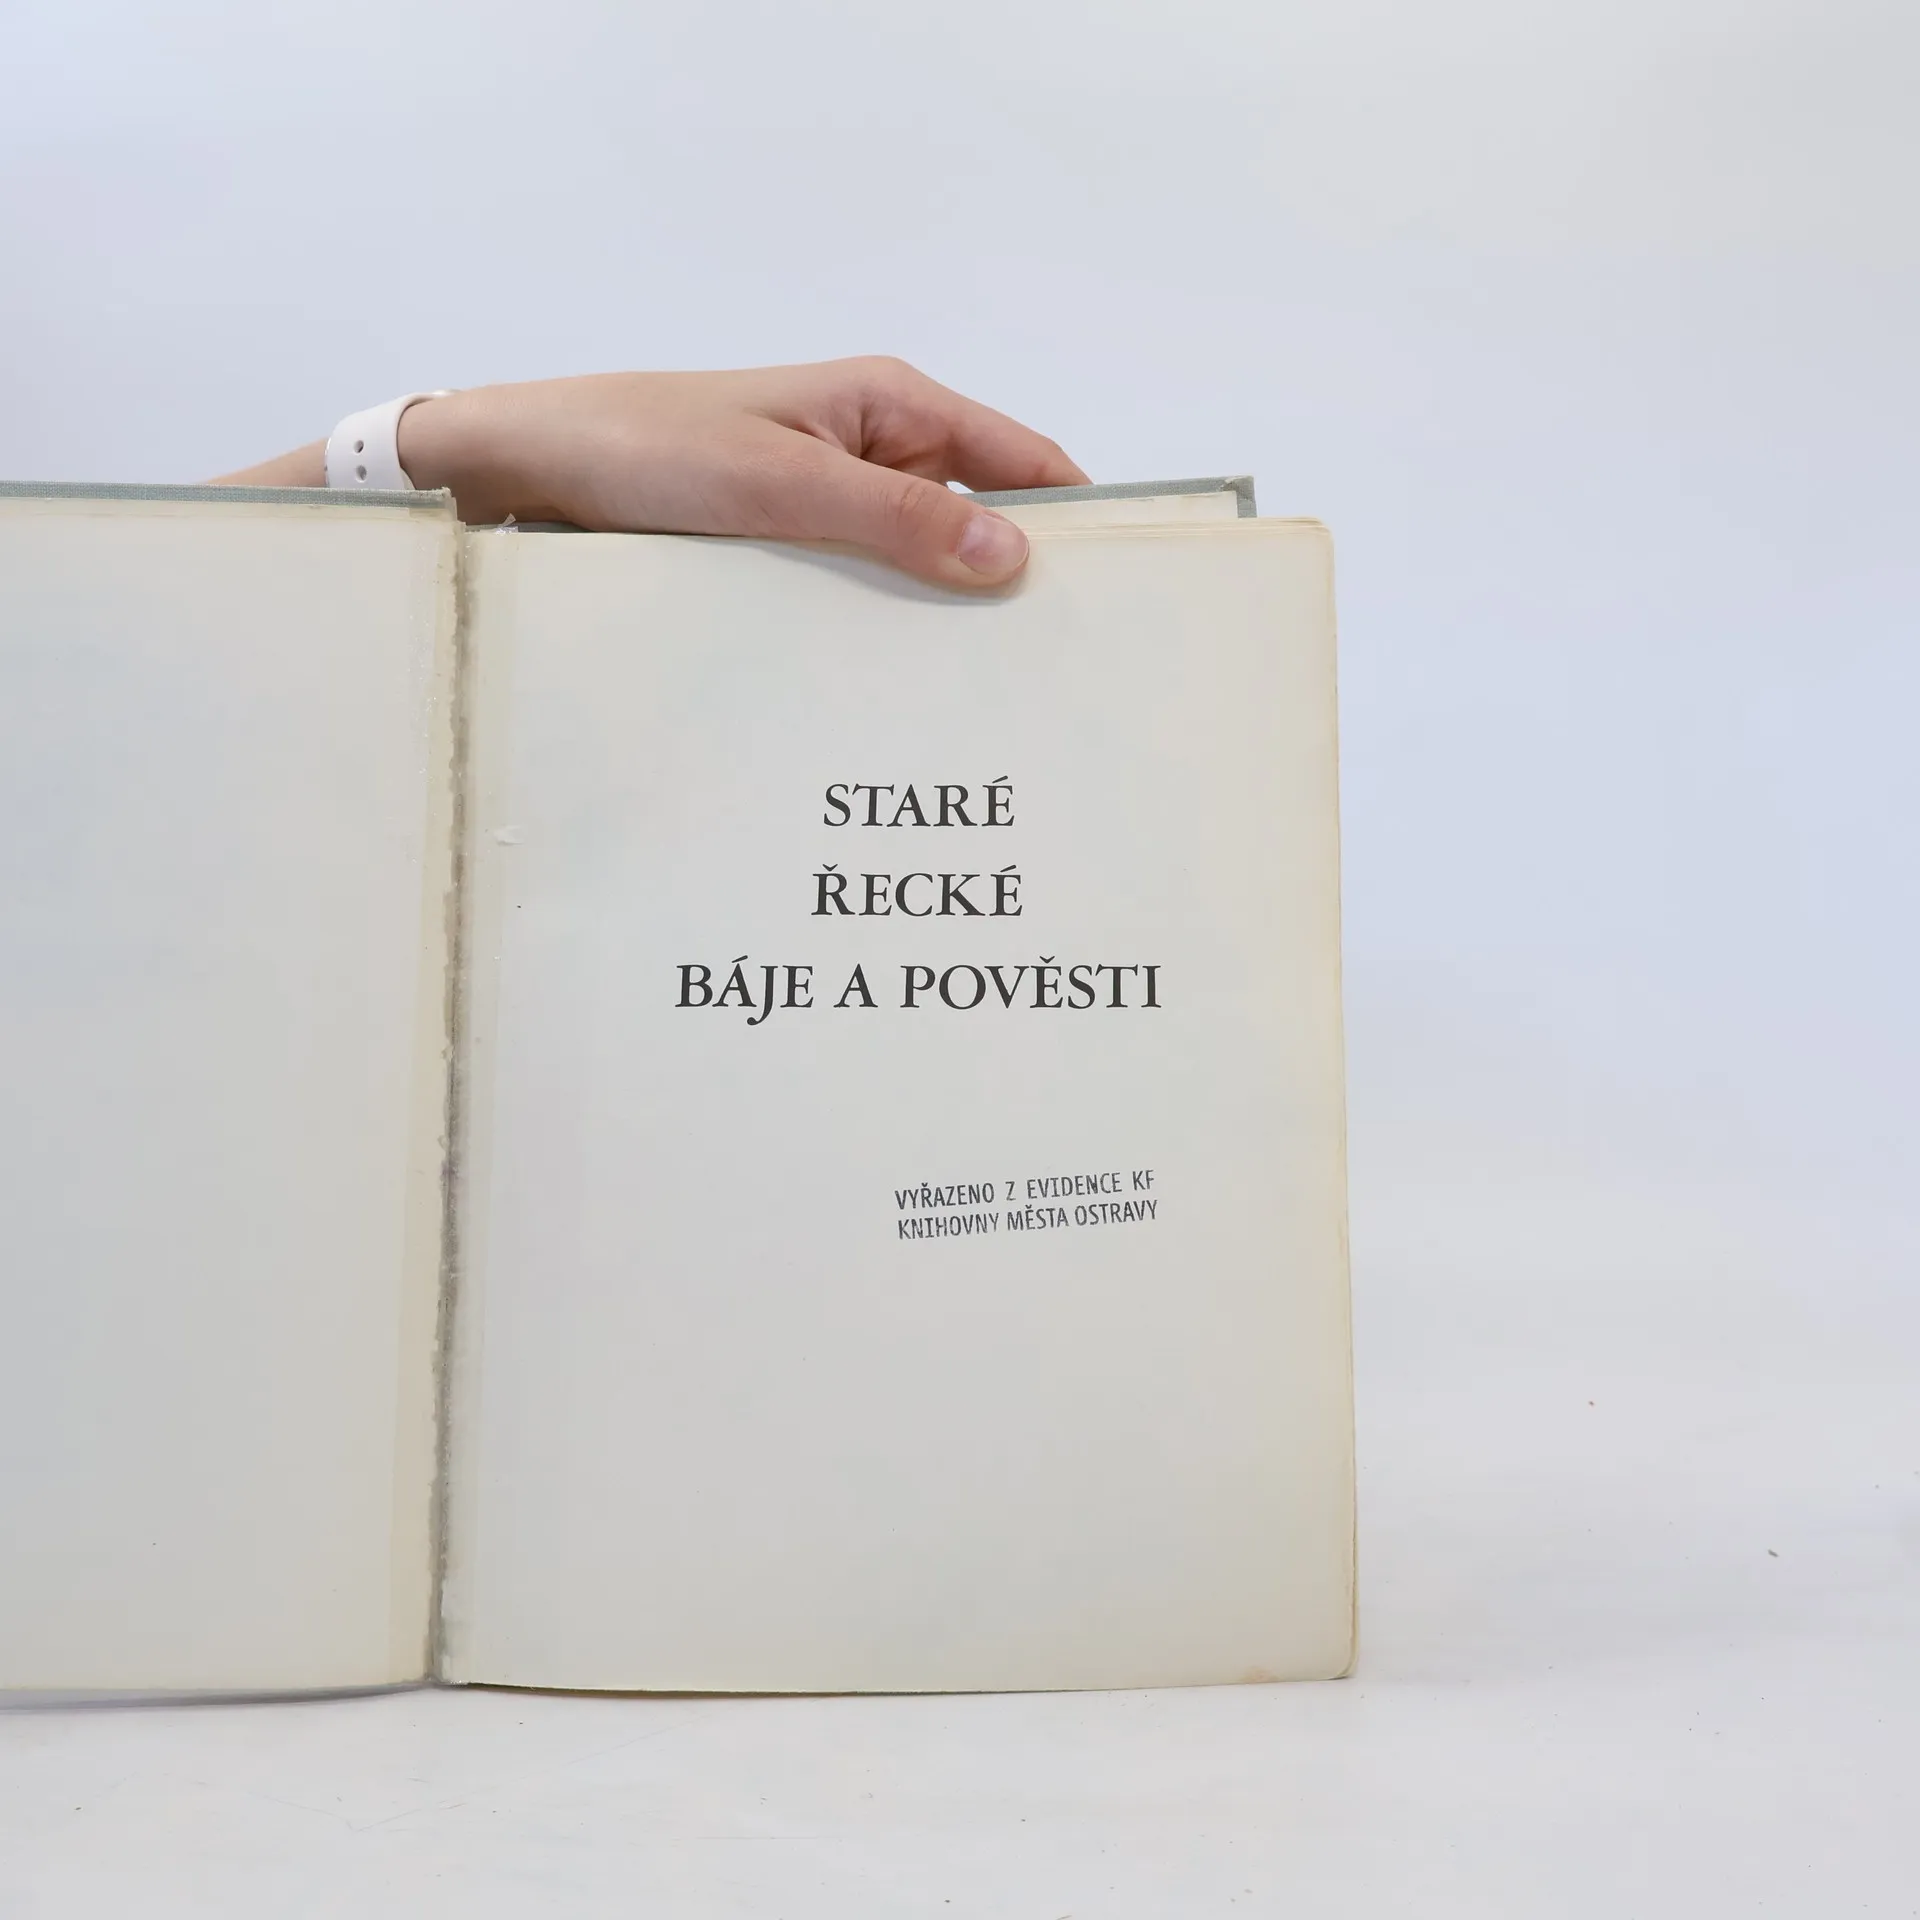 STARÉ
ŘECKÉ
BÁJE A POVĚSTI
VYŘAZENO Z EVIDENCE KF
KNIHOVNY MĚSTA OSTRAVY